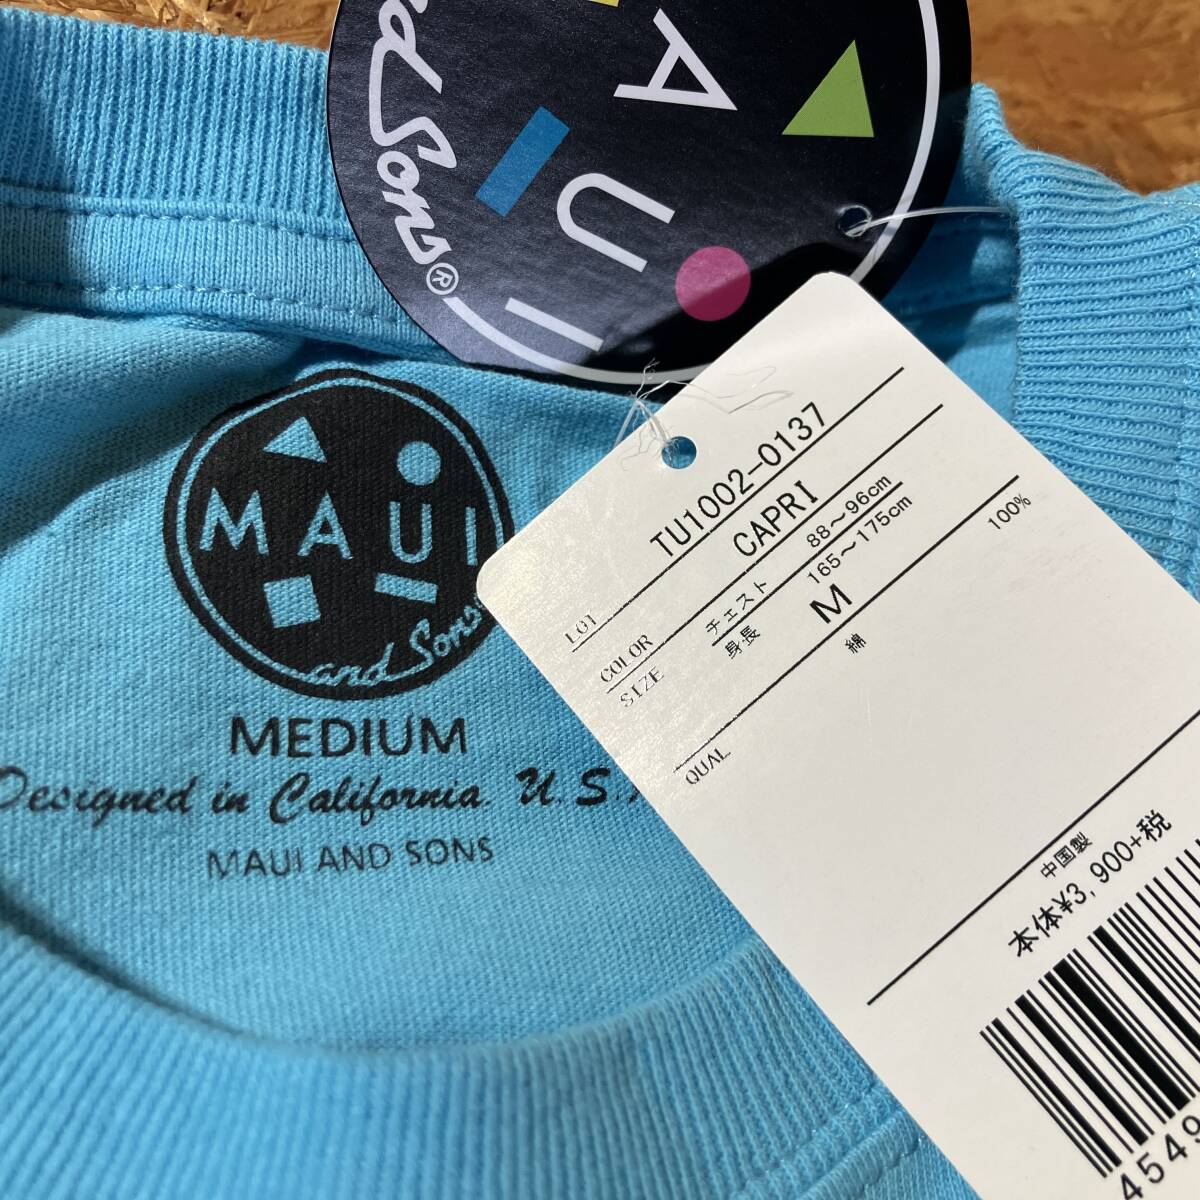 MAUI
and Sons®
MAUI
and Sons
MEDIUM
Designed in California. U.S.
MAUI AND SONS
LOT TU1002-0137
COLOR CAPRI
SIZE チェスト 88～96cm
身長 165～175cm
M
QUAL 綿 100%
中国製
本体¥3,900+税
4549